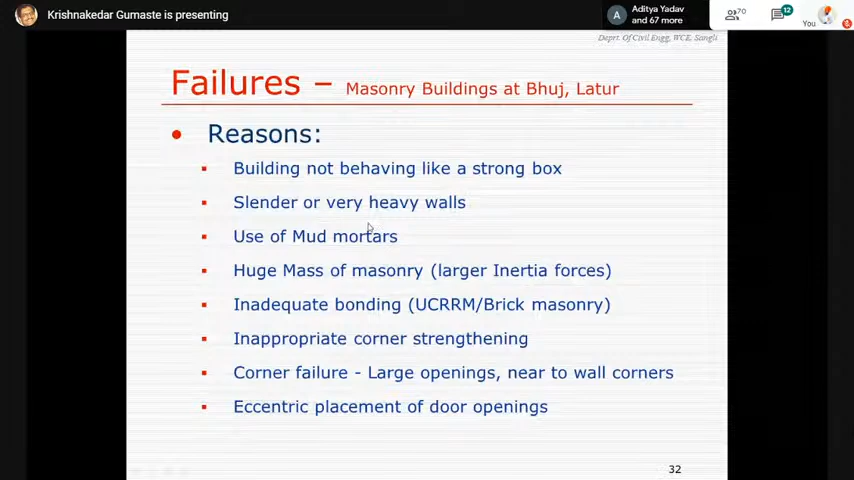 Krishnakedar Gumaste is presenting
Aditya Yadav
and 67 more
A
70
12
You
Deprt. Of Civil Engg, WCE, Sangli
Failures – Masonry Buildings at Bhuj, Latur
Reasons:
Building not behaving like a strong box
Slender or very heavy walls
Use of Mud mortars
Huge Mass of masonry (larger Inertia forces)
Inadequate bonding (UCRRM/Brick masonry)
Inappropriate corner strengthening
Corner failure - Large openings, near to wall corners
Eccentric placement of door openings
32